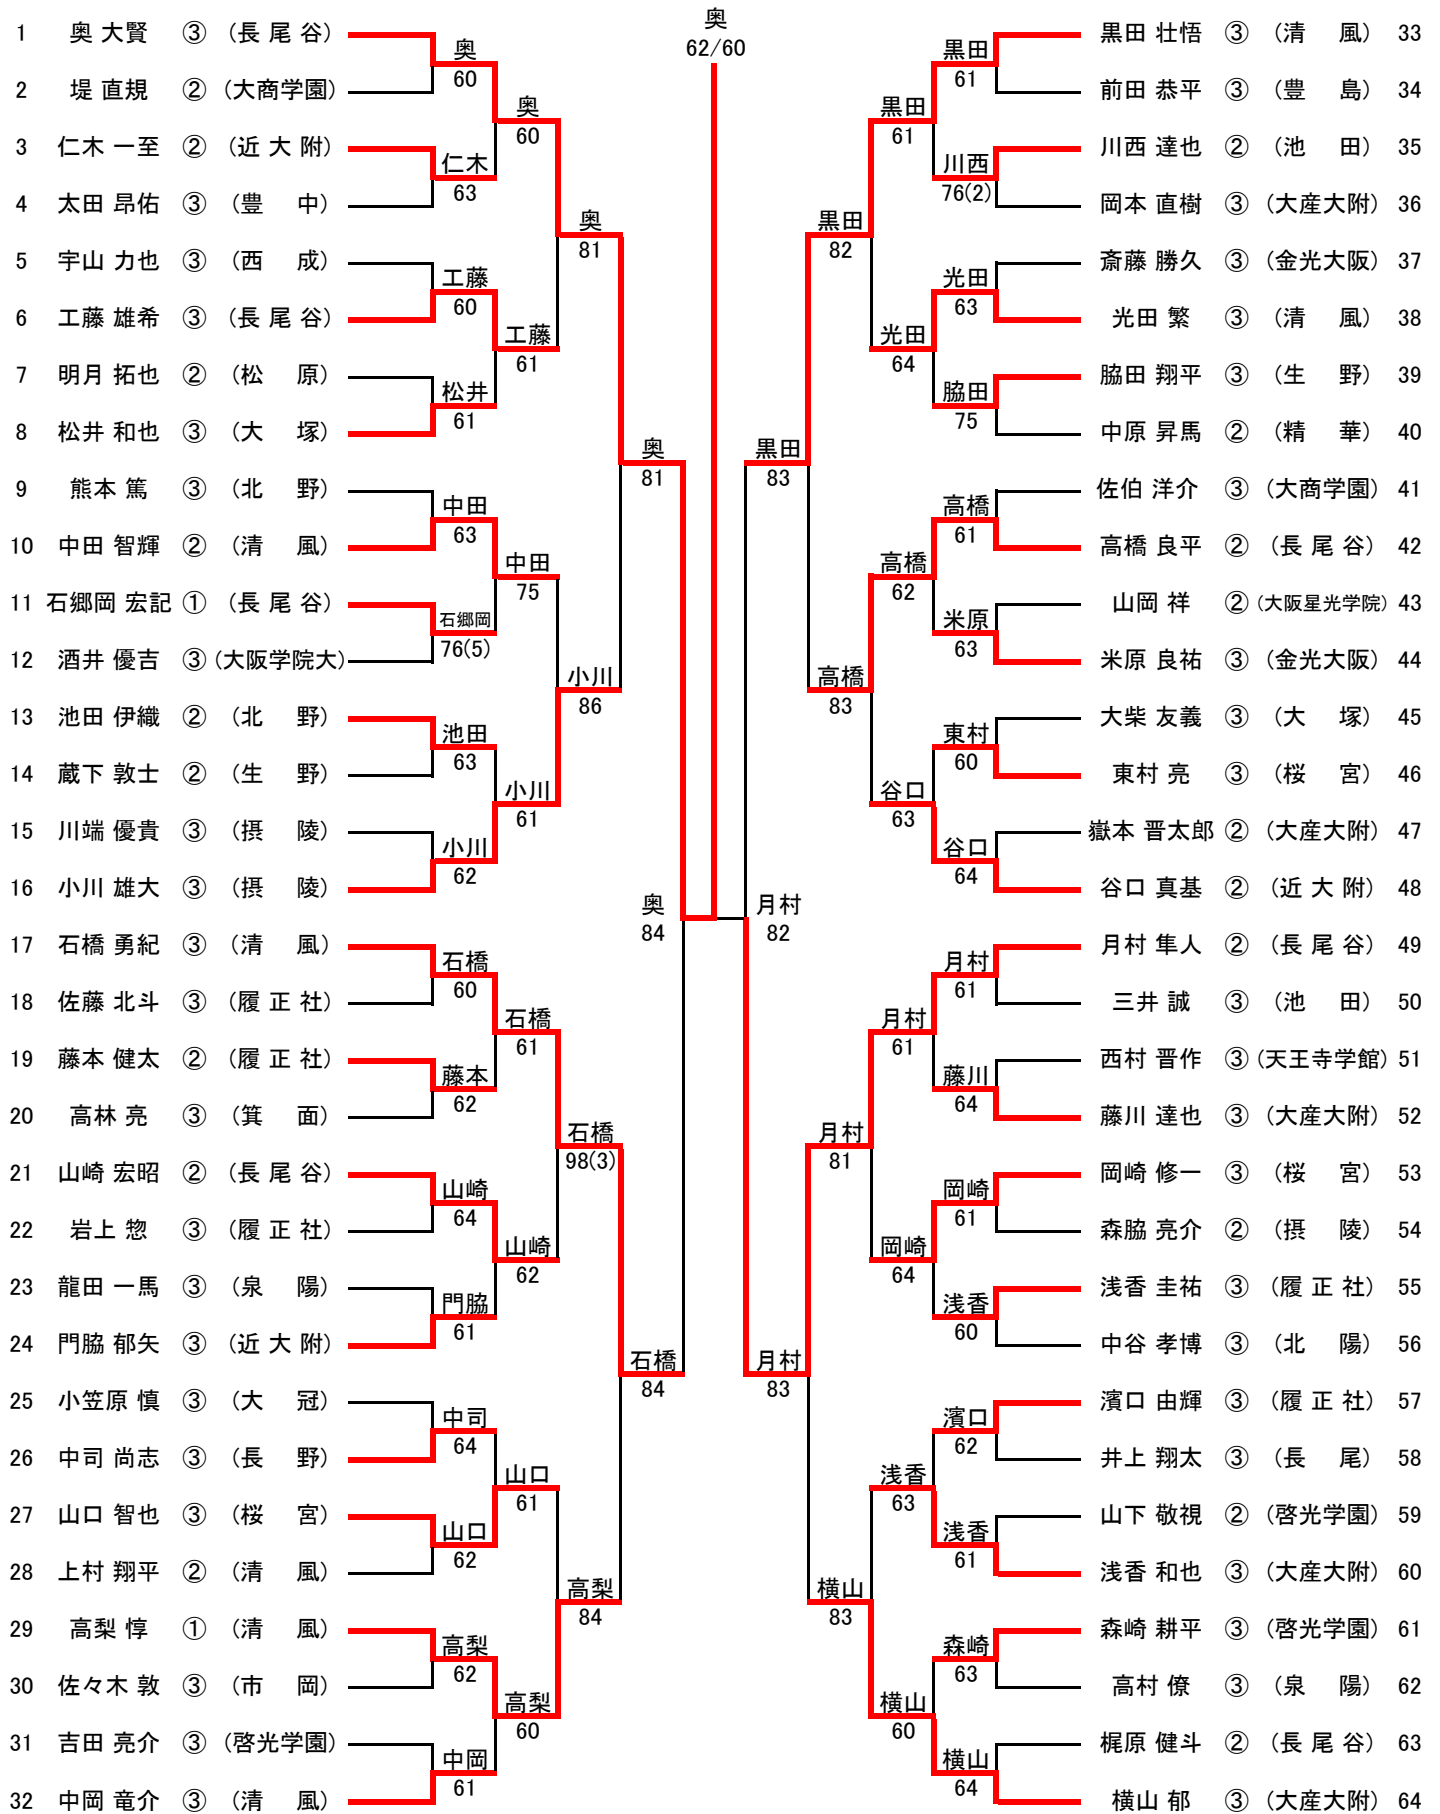 奥
62/60
1 奥 大賢 ③ (長 尾 谷)
2 堤 直規 ② (大商学園)
3 仁木 一至 ② (近 大 附)
4 太田 昂佑 ③ (豊 中)
5 宇山 力也 ③ (西 成)
6 工藤 雄希 ③ (長 尾 谷)
7 明月 拓也 ② (松 原)
8 松井 和也 ③ (大 塚)
9 熊本 篤 ③ (北 野)
10 中田 智輝 ② (清 風)
11 石郷岡 宏記 ① (長 尾 谷)
12 酒井 優吉 ③ (大阪学院大)
13 池田 伊織 ② (北 野)
14 蔵下 敦士 ② (生 野)
15 川端 優貴 ③ (摂 陵)
16 小川 雄大 ③ (摂 陵)
17 石橋 勇紀 ③ (清 風)
18 佐藤 北斗 ③ (履 正 社)
19 藤本 健太 ② (履 正 社)
20 高林 亮 ③ (箕 面)
21 山崎 宏昭 ② (長 尾 谷)
22 岩上 惣 ③ (履 正 社)
23 龍田 一馬 ③ (泉 陽)
24 門脇 郁矢 ③ (近 大 附)
25 小笠原 慎 ③ (大 冠)
26 中司 尚志 ③ (長 野)
27 山口 智也 ③ (桜 宮)
28 上村 翔平 ② (清 風)
29 高梨 惇 ① (清 風)
30 佐々木 敦 ③ (市 岡)
31 吉田 亮介 ③ (啓光学園)
32 中岡 竜介 ③ (清 風)
奥
60
仁木
63
工藤
60
松井
61
中田
63
石郷岡
76(5)
池田
63
小川
62
石橋
60
藤本
62
山崎
64
門脇
61
中司
64
山口
62
高梨
62
中岡
61
奥
60
工藤
61
中田
75
小川
61
石橋
61
山崎
62
山口
61
高梨
60
奥
81
小川
86
石橋
98(3)
高梨
84
奥
81
石橋
84
奥
84
月村
82
黒田
83
月村
83
黒田
82
高橋
83
月村
81
横山
83
黒田
61
光田
64
高橋
62
谷口
63
月村
61
岡崎
64
浅香
63
横山
60
黒田
61
川西
76(2)
光田
63
脇田
75
高橋
61
米原
63
東村
60
谷口
64
月村
61
藤川
64
岡崎
61
浅香
60
濱口
62
浅香
61
森崎
63
横山
64
黒田 壮悟 ③ (清 風) 33
前田 恭平 ③ (豊 島) 34
川西 達也 ② (池 田) 35
岡本 直樹 ③ (大産大附) 36
斎藤 勝久 ③ (金光大阪) 37
光田 繁 ③ (清 風) 38
脇田 翔平 ③ (生 野) 39
中原 昇馬 ② (精 華) 40
佐伯 洋介 ③ (大商学園) 41
高橋 良平 ② (長 尾 谷) 42
山岡 祥 ② (大阪星光学院) 43
米原 良祐 ③ (金光大阪) 44
大柴 友義 ③ (大 塚) 45
東村 亮 ③ (桜 宮) 46
嶽本 晋太郎 ② (大産大附) 47
谷口 真基 ② (近 大 附) 48
月村 隼人 ② (長 尾 谷) 49
三井 誠 ③ (池 田) 50
西村 晋作 ③ (天王寺学館) 51
藤川 達也 ③ (大産大附) 52
岡崎 修一 ③ (桜 宮) 53
森脇 亮介 ② (摂 陵) 54
浅香 圭祐 ③ (履 正 社) 55
中谷 孝博 ③ (北 陽) 56
濱口 由輝 ③ (履 正 社) 57
井上 翔太 ③ (長 尾) 58
山下 敬視 ② (啓光学園) 59
浅香 和也 ③ (大産大附) 60
森崎 耕平 ③ (啓光学園) 61
高村 僚 ③ (泉 陽) 62
梶原 健斗 ② (長 尾 谷) 63
横山 郁 ③ (大産大附) 64